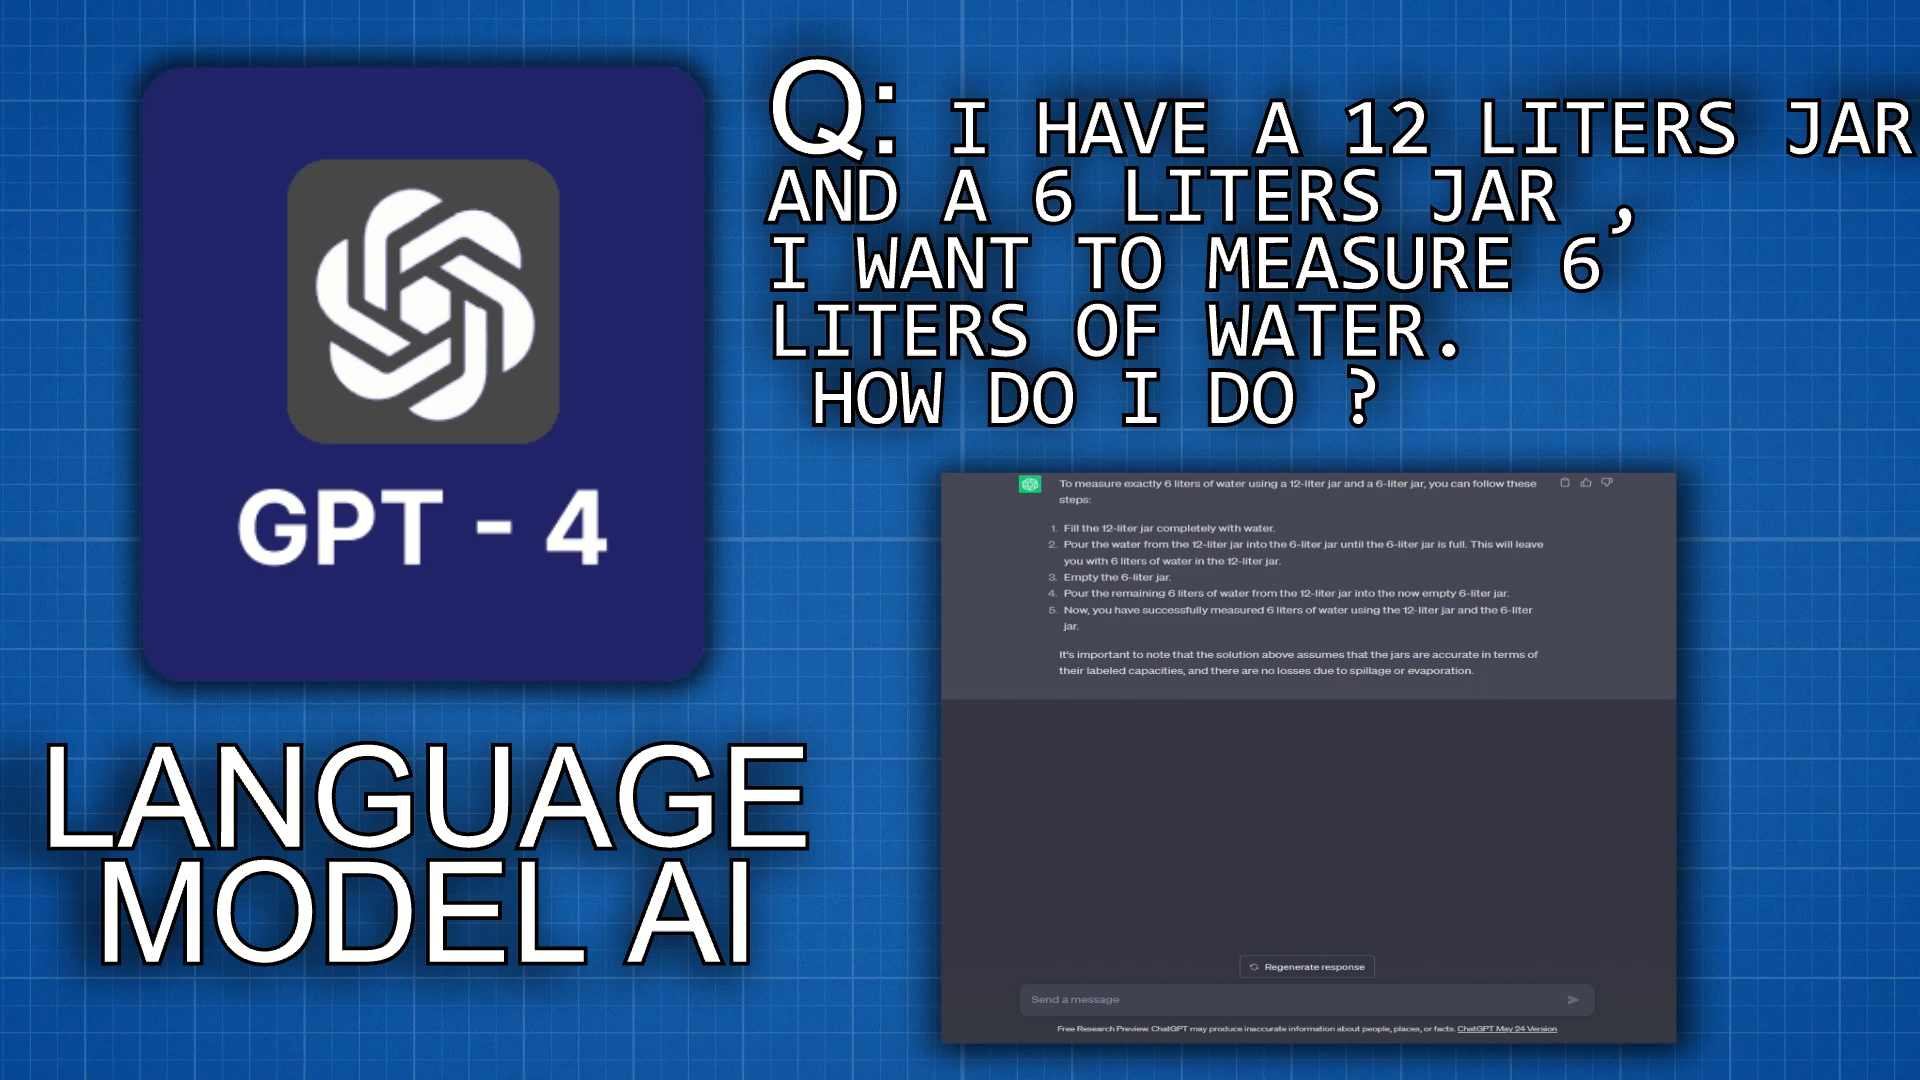 GPT - 4
LANGUAGE
MODEL AI
Q: I HAVE A 12 LITERS JAR
AND A 6 LITERS JAR ,
I WANT TO MEASURE 6
LITERS OF WATER.
HOW DO I DO ?
To measure exactly 6 liters of water using a 12-liter jar and a 6-liter jar, you can follow these
steps:
1. Fill the 12-liter jar completely with water.
2. Pour the water from the 12-liter jar into the 6-liter jar until the 6-liter jar is full. This will leave
you with 6 liters of water in the 12-liter jar.
3. Empty the 6-liter jar.
4. Pour the remaining 6 liters of water from the 12-liter jar into the now empty 6-liter jar.
5. Now, you have successfully measured 6 liters of water using the 12-liter jar and the 6-liter
jar.
It's important to note that the solution above assumes that the jars are accurate in terms of
their labeled capacities, and there are no losses due to spillage or evaporation.
Regenerate response
Send a message
Free Research Preview. ChatGPT may produce inaccurate information about people, places, or facts. ChatGPT May 24 Version